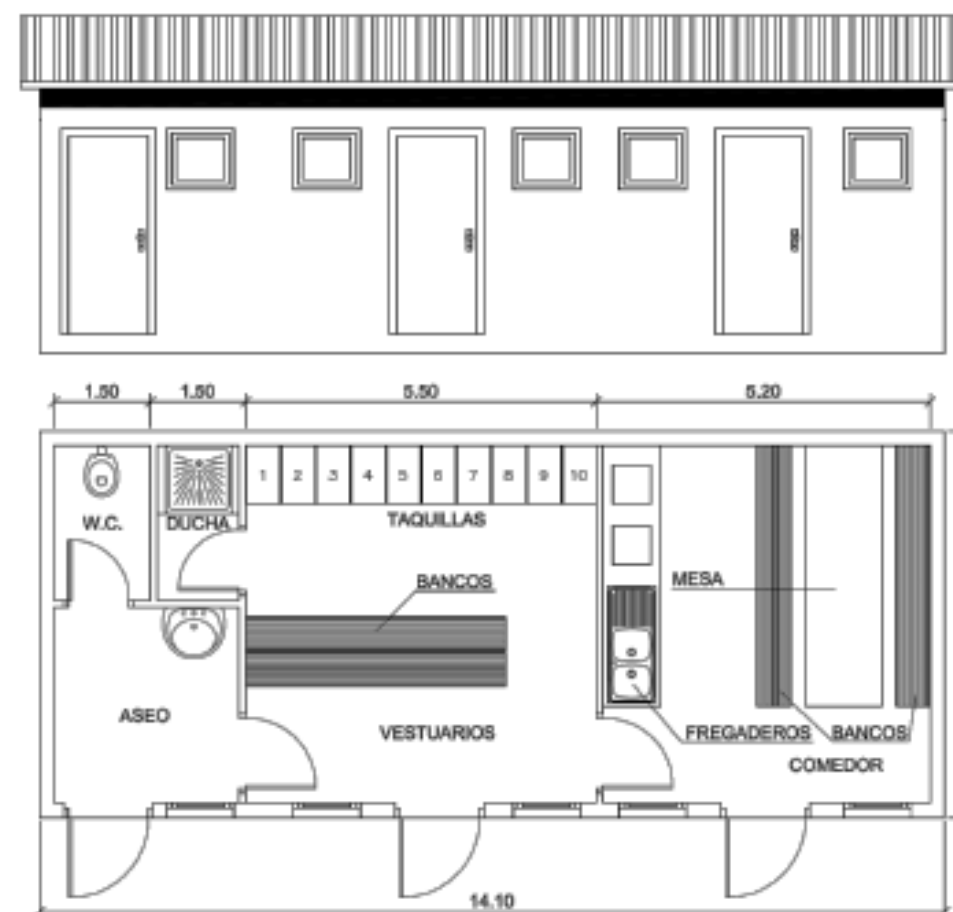 1.50 1.50 5.50 5.20
1 2 3 4 5 6 7 8 9 10
W.C. DUCHA TAQUILLAS
BANCOS MESA
ASEO VESTUARIOS FREGADEROS BANCOS
COMEDOR
14.10